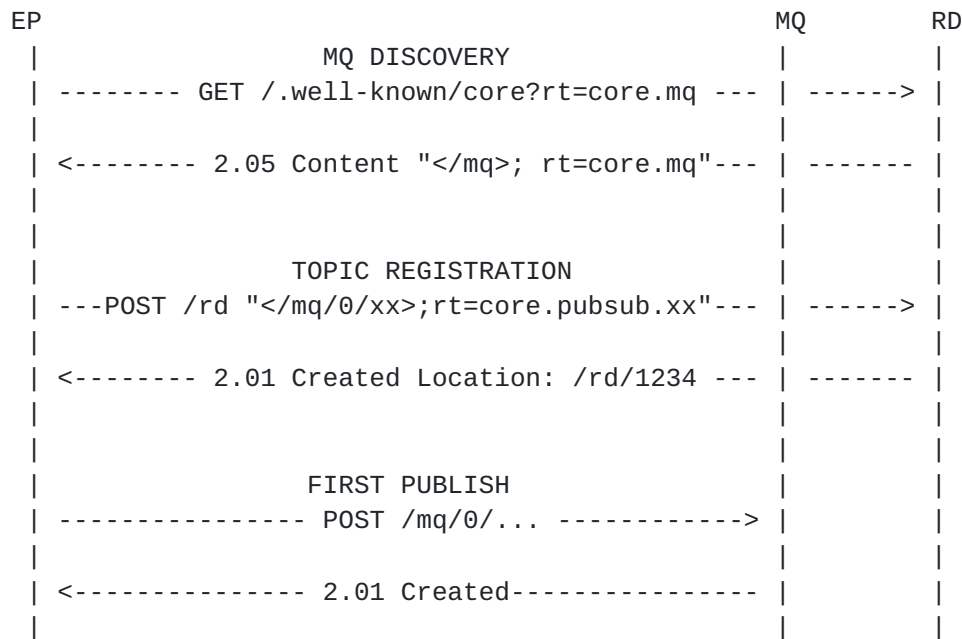 EP                                               MQ        RD
 |                  MQ DISCOVERY                 |         |
 | -------- GET /.well-known/core?rt=core.mq --- | ------> |
 |                                               |         |
 | <-------- 2.05 Content "</mq>; rt=core.mq"--- | ------- |
 |                                               |         |
 |                                               |         |
 |                TOPIC REGISTRATION             |         |
 | ---POST /rd "</mq/0/xx>;rt=core.pubsub.xx"--- | ------> |
 |                                               |         |
 | <-------- 2.01 Created Location: /rd/1234 --- | ------- |
 |                                               |         |
 |                                               |         |
 |                 FIRST PUBLISH                 |         |
 | ---------------- POST /mq/0/... ------------> |         |
 |                                               |         |
 | <--------------- 2.01 Created---------------- |         |
 |                                               |         |